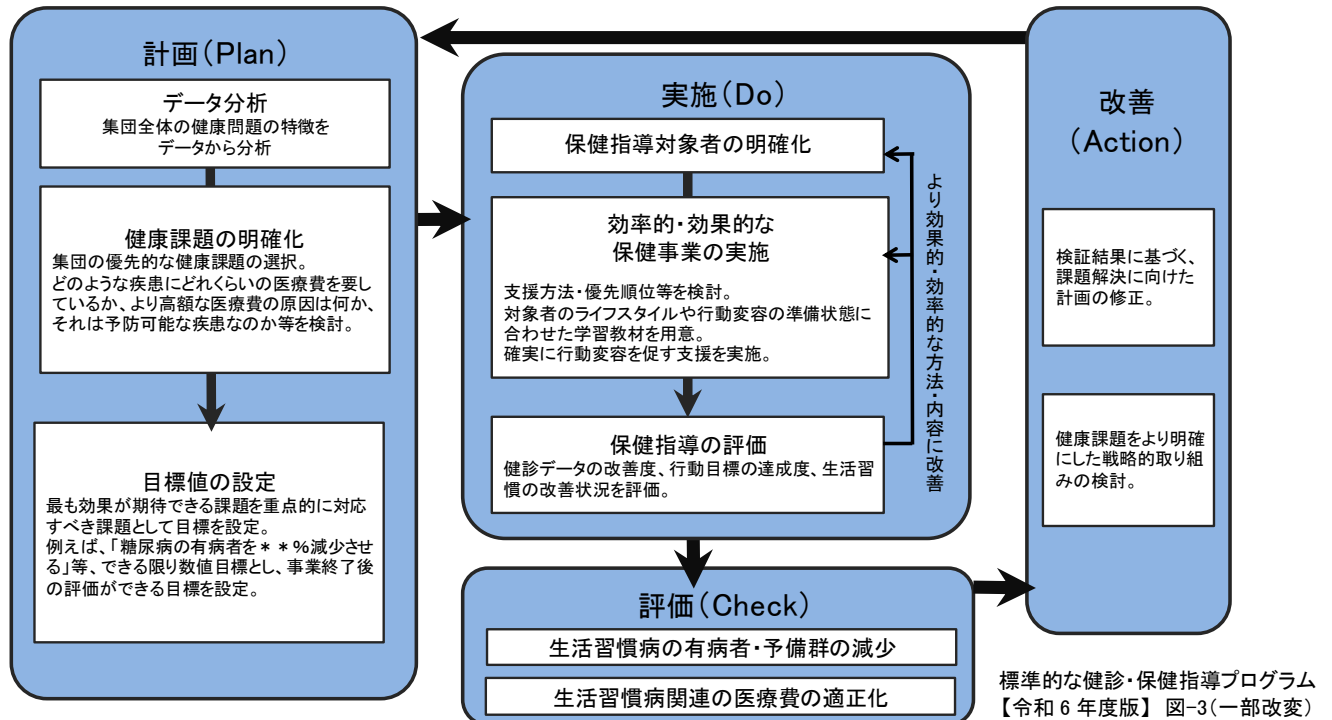 計画(Plan)
データ分析
集団全体の健康問題の特徴を
データから分析
健康課題の明確化
集団の優先的な健康課題の選択。
どのような疾患にどれくらいの医療費を要し
ているか、より高額な医療費の原因は何か、
それは予防可能な疾患なのか等を検討。
目標値の設定
最も効果が期待できる課題を重点的に対応
すべき課題として目標を設定。
例えば、「糖尿病の有病者を**%減少させ
る」等、できる限り数値目標とし、事業終了後
の評価ができる目標を設定。
実施(Do)
保健指導対象者の明確化
効率的・効果的な
保健事業の実施
支援方法・優先順位等を検討。
対象者のライフスタイルや行動変容の準備状態に
合わせた学習教材を用意。
確実に行動変容を促す支援を実施。
保健指導の評価
健診データの改善度、行動目標の達成度、生活習
慣の改善状況を評価。
より効果的・効率的な方法・内容に改善
評価(Check)
生活習慣病の有病者・予備群の減少
生活習慣病関連の医療費の適正化
改善
(Action)
検証結果に基づく、
課題解決に向けた
計画の修正。
健康課題をより明確
にした戦略的取り組
みの検討。
標準的な健診・保健指導プログラム
【令和6年度版】 図-3(一部改変)